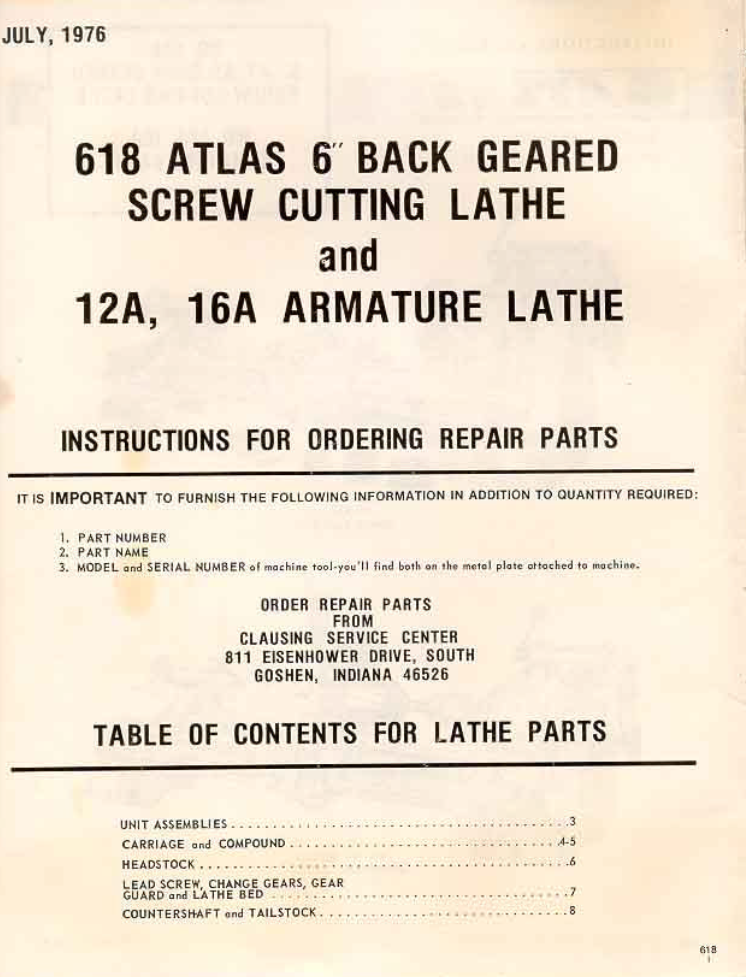 JULY, 1976
618 ATLAS 6" BACK GEARED
SCREW CUTTING LATHE
and
12A, 16A ARMATURE LATHE
INSTRUCTIONS FOR ORDERING REPAIR PARTS
IT IS IMPORTANT TO FURNISH THE FOLLOWING INFORMATION IN ADDITION TO QUANTITY REQUIRED:
1. PART NUMBER
2. PART NAME
3. MODEL and SERIAL NUMBER of machine tool-you'll find both on the metal plate attached to machine.
ORDER REPAIR PARTS
FROM
CLAUSING SERVICE CENTER
811 EISENHOWER DRIVE, SOUTH
GOSHEN, INDIANA 46526
TABLE OF CONTENTS FOR LATHE PARTS
UNIT ASSEMBLIES........................................3
CARRIAGE and COMPOUND................................4-5
HEADSTOCK............................................6
LEAD SCREW, CHANGE GEARS, GEAR
GUARD and LATHE BED....................................7
COUNTERSHAFT and TAILSTOCK..............................8
618
1